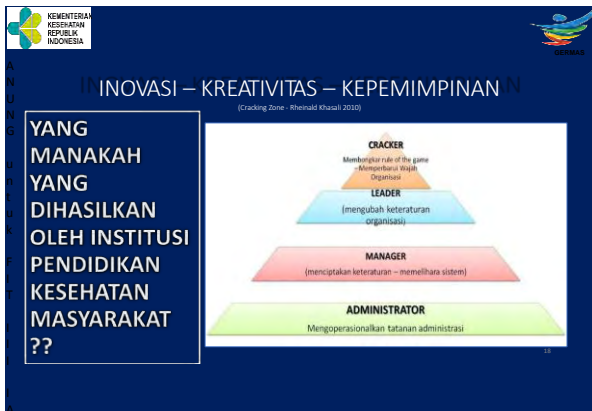 KEMENTERIAN
KESEHATAN
REPUBLIK
INDONESIA
GERMAS
INOVASI – KREATIVITAS – KEPEMIMPINAN
(Cracking Zone - Rheinald Khasali 2010)
YANG
MANAKAH
YANG
DIHASILKAN
OLEH INSTITUSI
PENDIDIKAN
KESEHATAN
MASYARAKAT
??
CRACKER
Membongkar rule of the game
–Memperbarui Wajah
Organisasi
LEADER
(mengubah keteraturan
organisasi)
MANAGER
(menciptakan keteraturan – memelihara sistem)
ADMINISTRATOR
Mengoperasionalkan tatanan administrasi
18